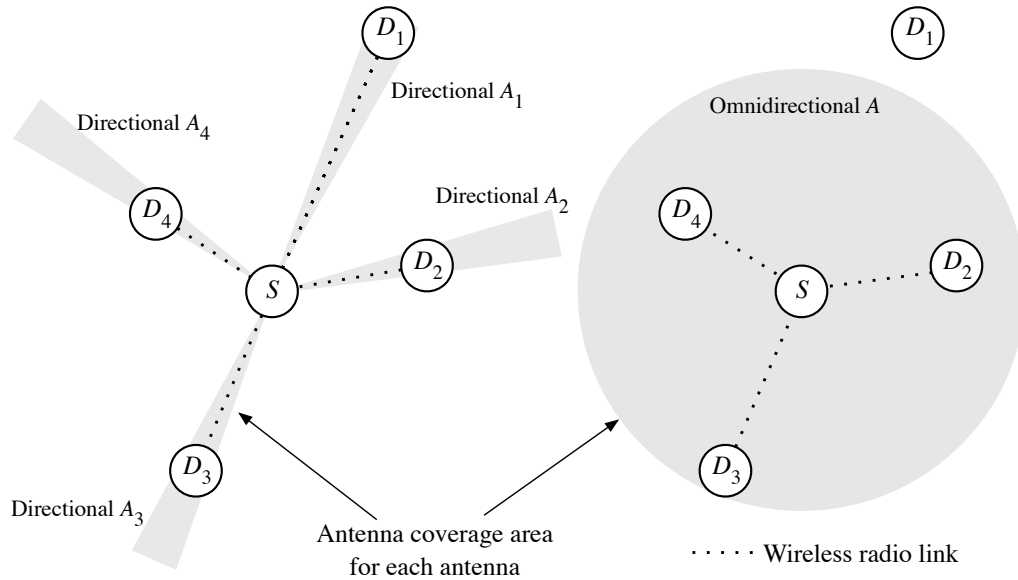 D1
Directional A1
Directional A4
D4
Directional A2
D2
S
D3
Directional A3
Antenna coverage area
for each antenna
D1
Omnidirectional A
D4
D2
S
D3
Wireless radio link